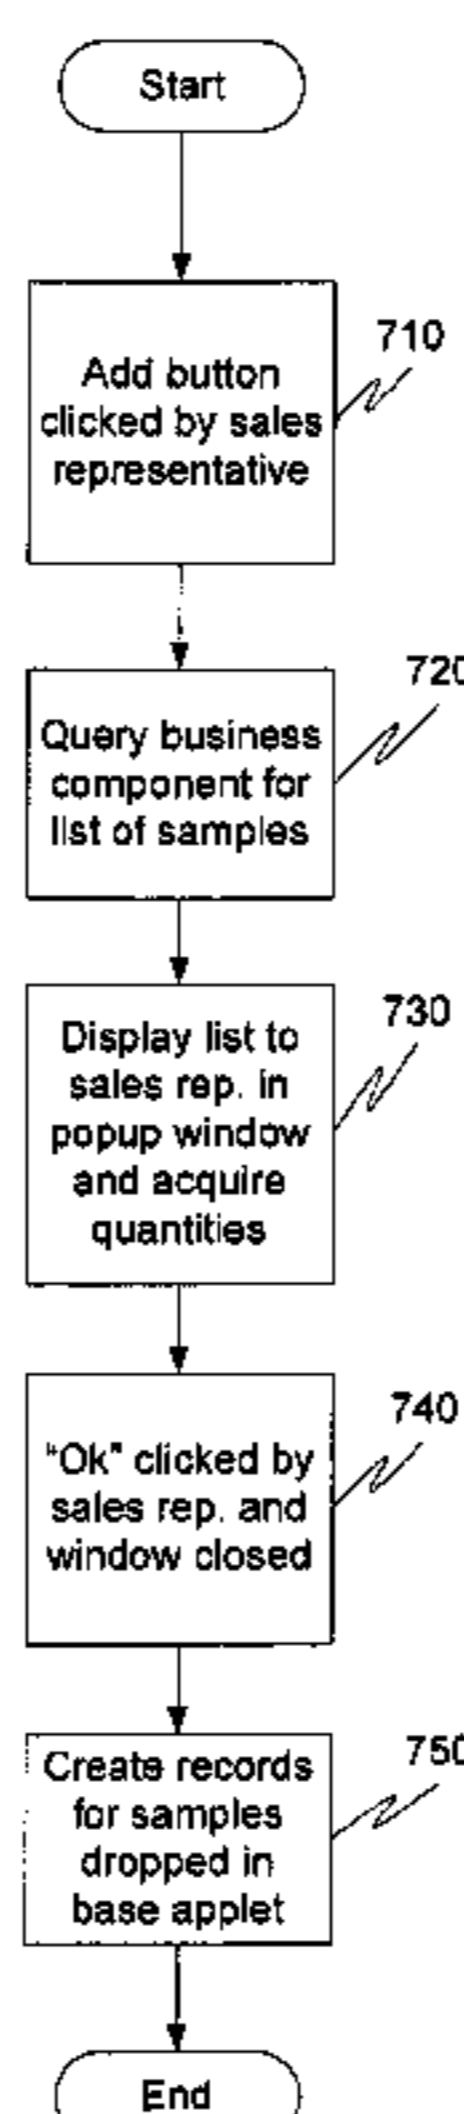 Start
710
Add button
clicked by sales
representative
720
Query business
component for
list of samples
730
Display list to
sales rep. in
popup window
and acquire
quantities
740
"Ok" clicked by
sales rep. and
window closed
750
Create records
for samples
dropped in
base applet
End